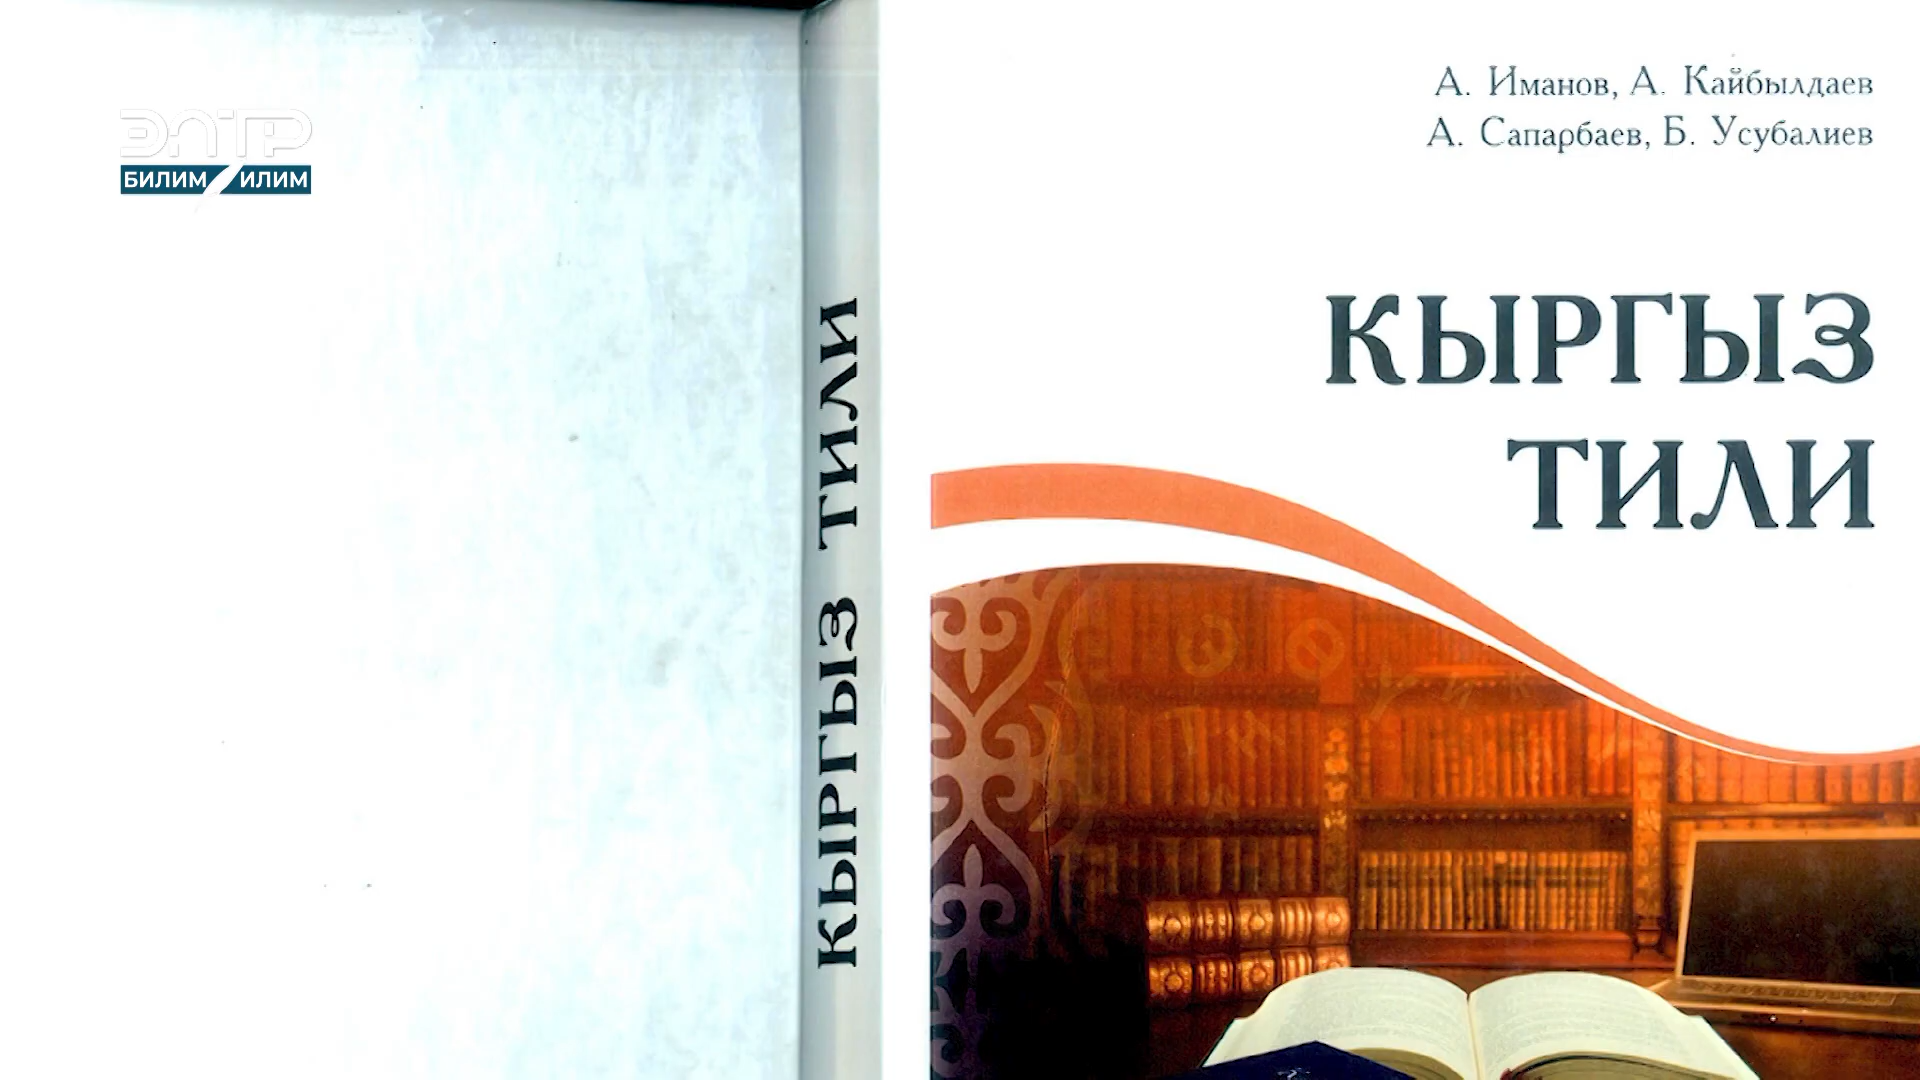 ЭЛТР
БИЛИМ ИЛИМ
КЫРГЫЗ ТИЛИ
А. Иманов, А. Кайбылдаев
А. Сапарбаев, Б. Усубалиев
КЫРГЫЗ
ТИЛИ